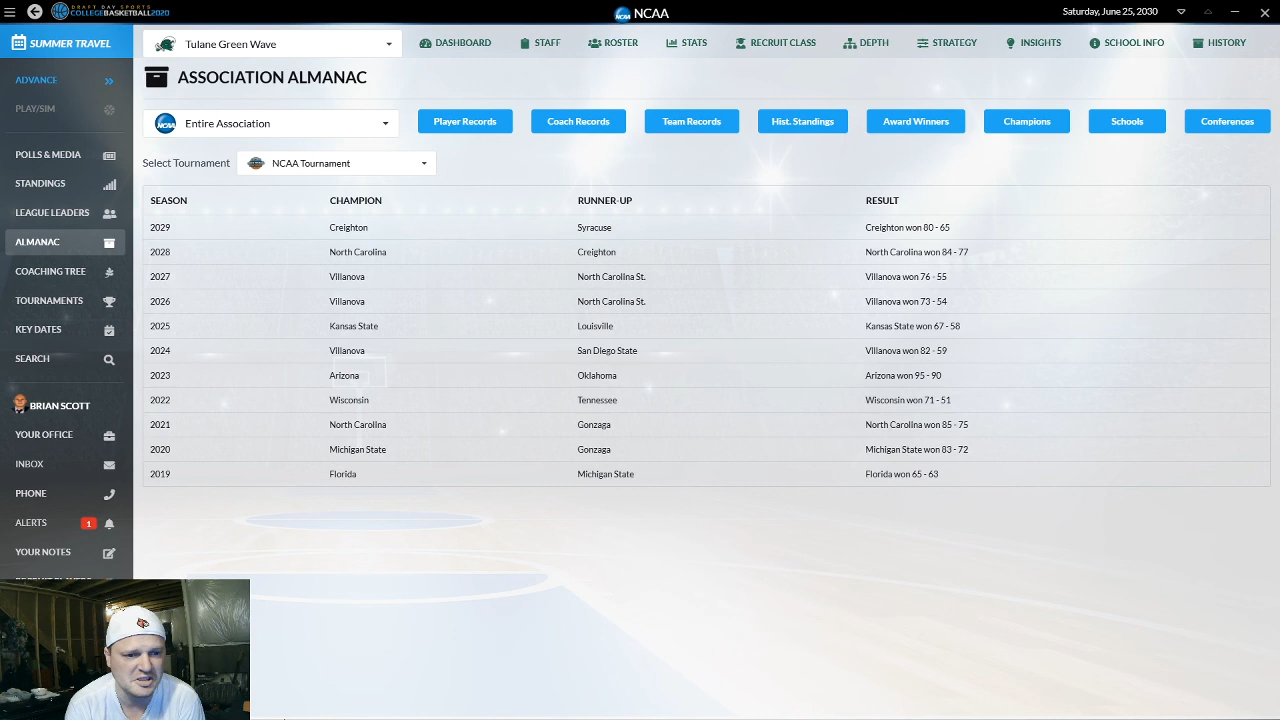 DRAFT DAY SPORTS
COLLEGE BASKETBALL 2020
NCAA
Saturday, June 25, 2030
SUMMER TRAVEL
Tulane Green Wave
DASHBOARD STAFF ROSTER STATS RECRUIT CLASS DEPTH STRATEGY INSIGHTS SCHOOL INFO HISTORY
ADVANCE
PLAY/SIM
POLLS & MEDIA
STANDINGS
LEAGUE LEADERS
ALMANAC
COACHING TREE
TOURNAMENTS
KEY DATES
SEARCH
BRIAN SCOTT
YOUR OFFICE
INBOX
PHONE
ALERTS 1
YOUR NOTES
ASSOCIATION ALMANAC
Entire Association
Player Records Coach Records Team Records Hist. Standings Award Winners Champions Schools Conferences
Select Tournament NCAA Tournament
SEASON CHAMPION RUNNER-UP RESULT
2029 Creighton Syracuse Creighton won 80 - 65
2028 North Carolina Creighton North Carolina won 84 - 77
2027 Villanova North Carolina St. Villanova won 76 - 55
2026 Villanova North Carolina St. Villanova won 73 - 54
2025 Kansas State Louisville Kansas State won 67 - 58
2024 Villanova San Diego State Villanova won 82 - 59
2023 Arizona Oklahoma Arizona won 95 - 90
2022 Wisconsin Tennessee Wisconsin won 71 - 51
2021 North Carolina Gonzaga North Carolina won 85 - 75
2020 Michigan State Gonzaga Michigan State won 83 - 72
2019 Florida Michigan State Florida won 65 - 63